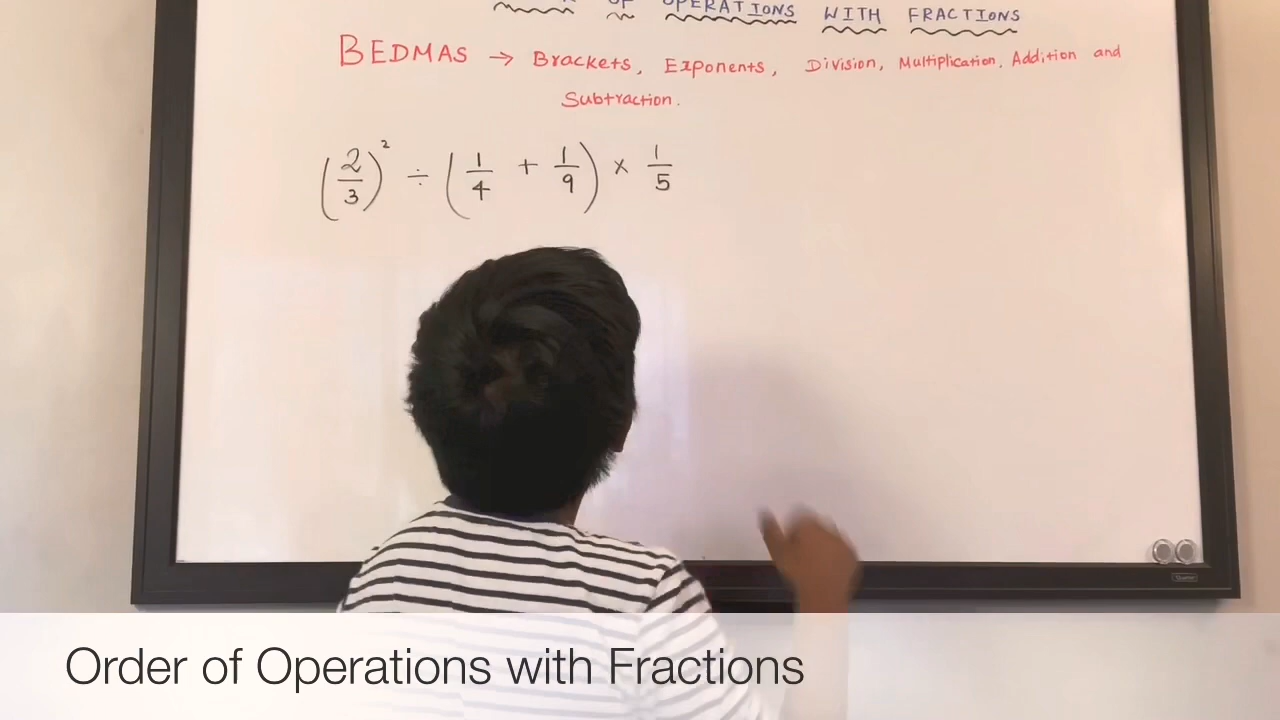 OF OPERATIONS WITH FRACTIONS
BEDMAS → Brackets, Exponents, Division, Multiplication, Addition and
Subtraction.
(2/3)² ÷ (1/4 + 1/9) × 1/5
Order of Operations with Fractions